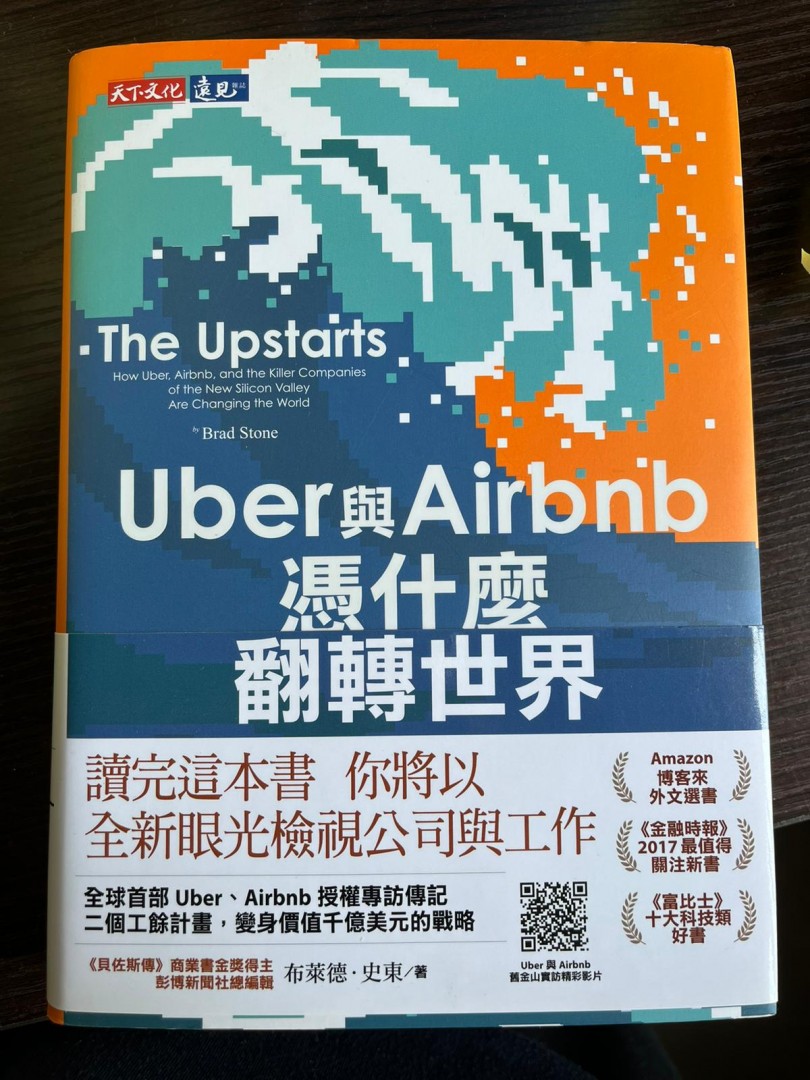 天下文化 遠見雜誌
The Upstarts
How Uber, Airbnb, and the Killer Companies
of the New Silicon Valley
Are Changing the World
by Brad Stone
Uber與Airbnb
憑什麼
翻轉世界
讀完這本書 你將以
全新眼光檢視公司與工作
全球首部 Uber、Airbnb 授權專訪傳記
二個工餘計畫，變身價值千億美元的戰略
《貝佐斯傳》商業書金獎得主
彭博新聞社總編輯
布萊德·史東/著
Uber 與 Airbnb
舊金山實訪精彩影片
Amazon
博客來
外文選書
《金融時報》
2017 最值得
關注新書
《富比士》
十大科技類
好書